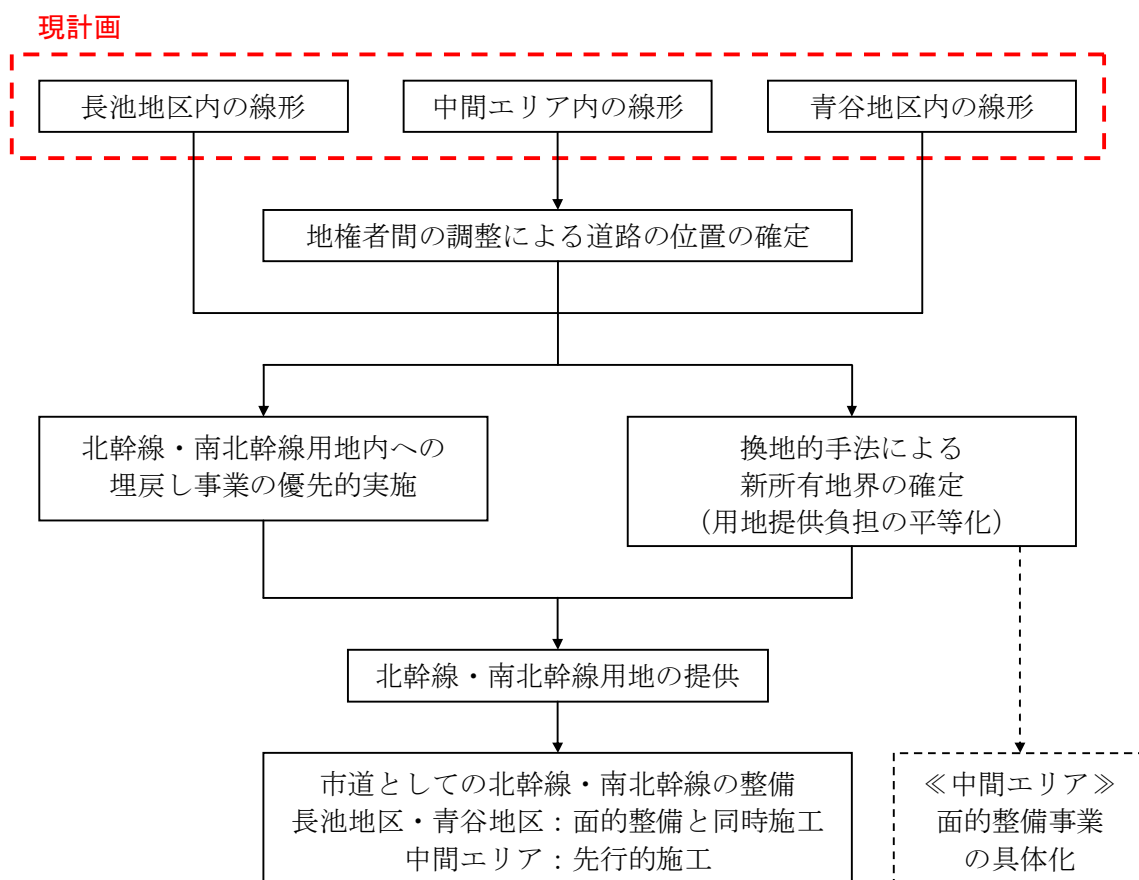 現計画
長池地区内の線形
中間エリア内の線形
青谷地区内の線形
地権者間の調整による道路の位置の確定
北幹線・南北幹線用地内への
埋戻し事業の優先的実施
換地的手法による
新所有地界の確定
（用地提供負担の平等化）
北幹線・南北幹線用地の提供
市道としての北幹線・南北幹線の整備
長池地区・青谷地区：面的整備と同時施工
中間エリア：先行的施工
≪中間エリア≫
面的整備事業
の具体化